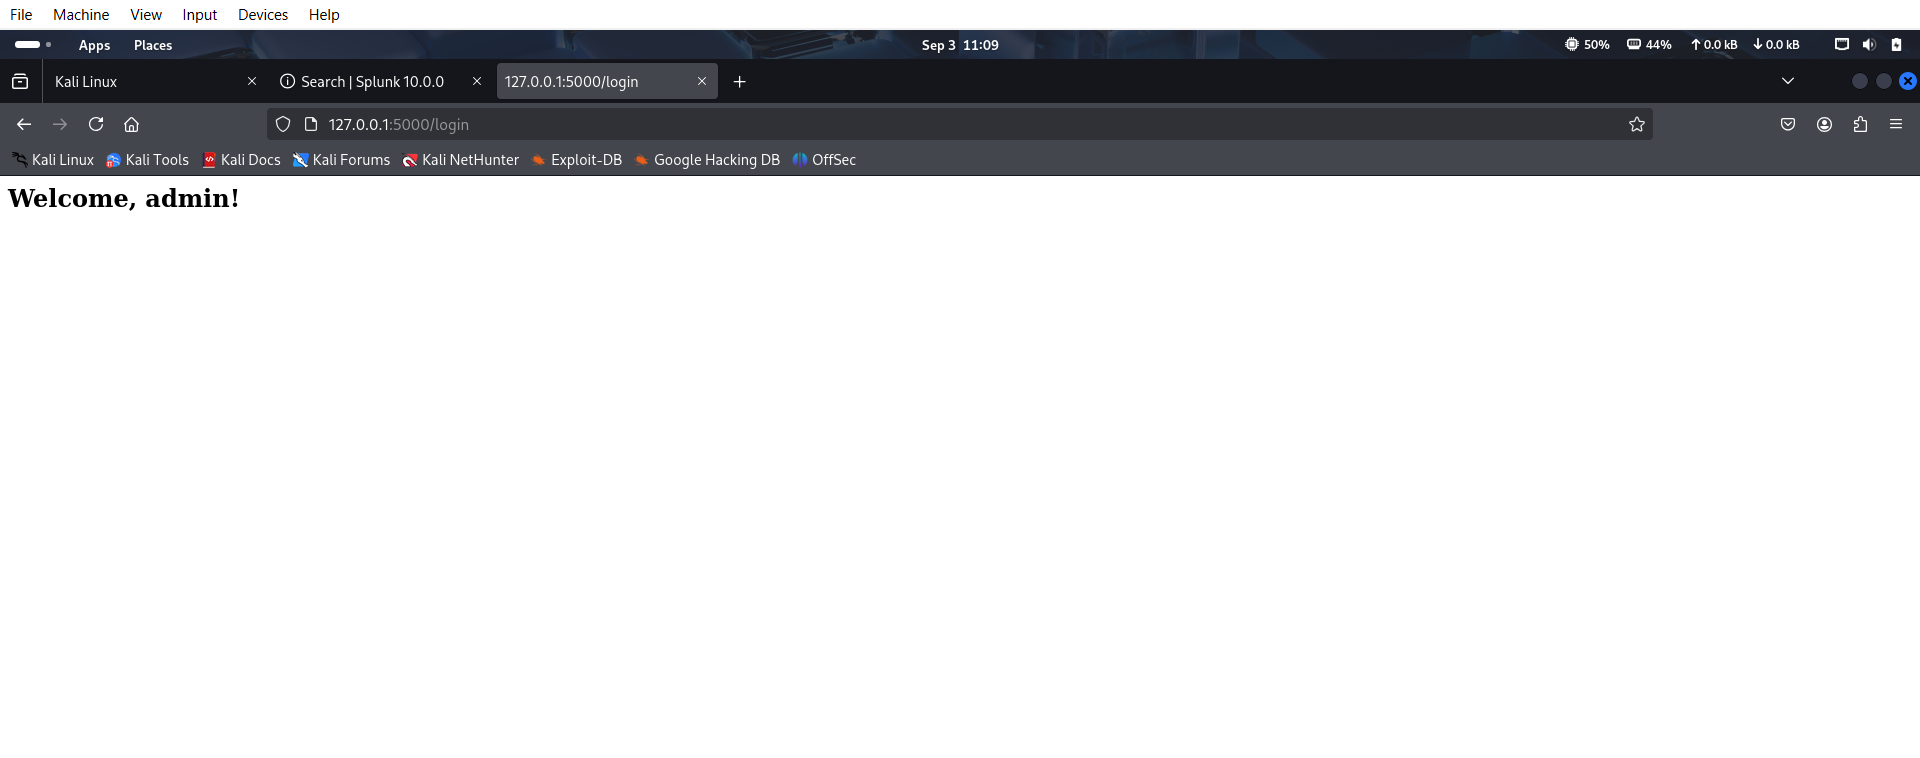 File Machine View Input Devices Help
Apps Places Sep 3 11:09 50% 44% 0.0 kB 0.0 kB
Kali Linux Search | Splunk 10.0.0 127.0.0.1:5000/login
127.0.0.1:5000/login
Kali Linux Kali Tools Kali Docs Kali Forums Kali NetHunter Exploit-DB Google Hacking DB OffSec
Welcome, admin!